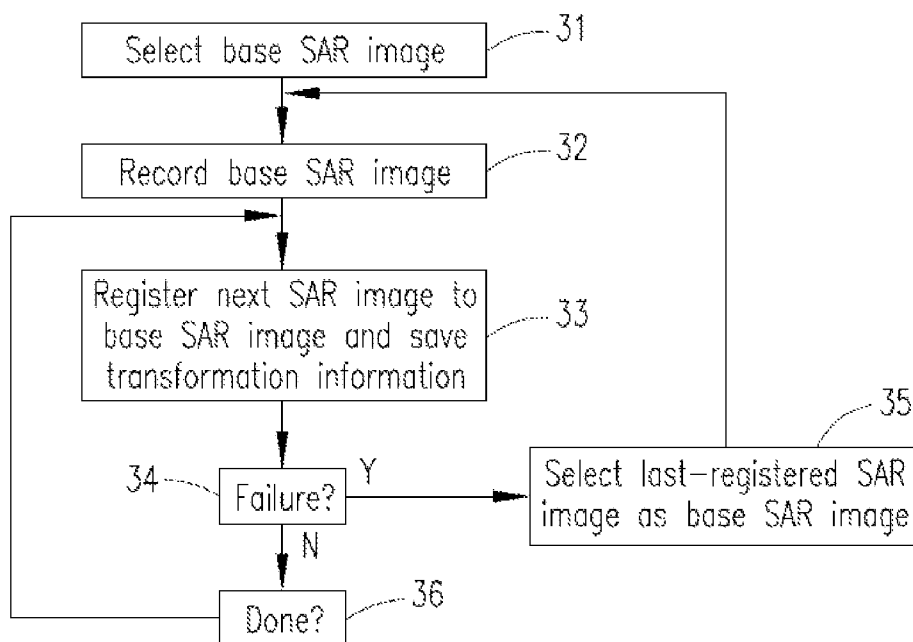 31
Select base SAR image
32
Record base SAR image
Register next SAR image to
base SAR image and save
transformation information
33
35
34
Failure?
Y
Select last-registered SAR
image as base SAR image
N
36
Done?